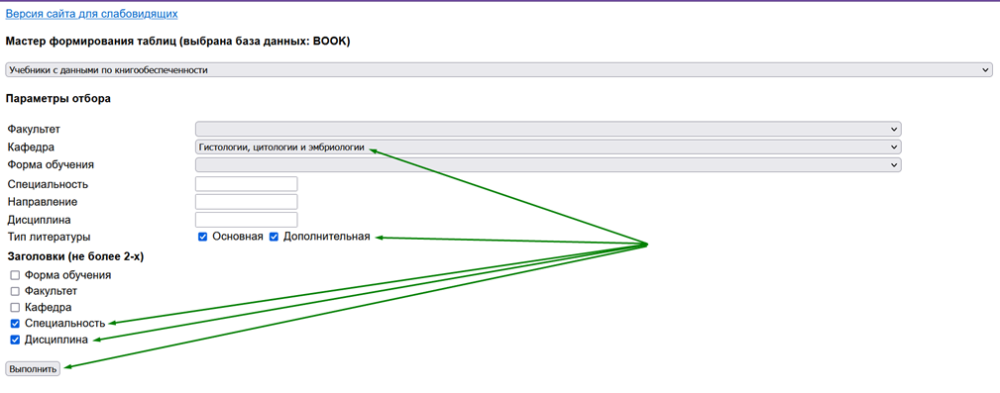 Версия сайта для слабовидящих
Мастер формирования таблиц (выбрана база данных: BOOK)
Учебники с данными по книгообеспеченности
Параметры отбора
Факультет
Кафедра Гистологии, цитологии и эмбриологии
Форма обучения
Специальность
Направление
Дисциплина
Тип литературы Основная Дополнительная
Заголовки (не более 2-х)
Форма обучения
Факультет
Кафедра
Специальность
Дисциплина
Выполнить